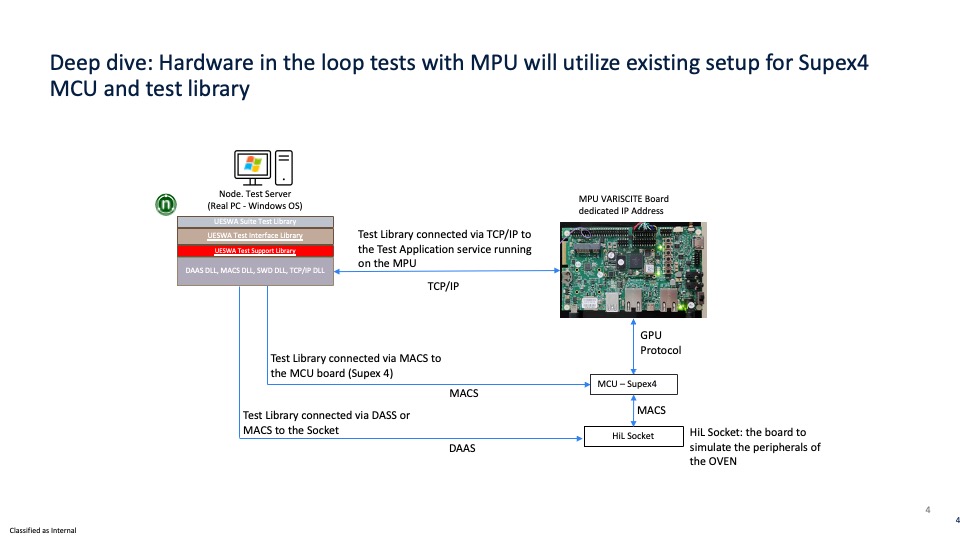 Deep dive: Hardware in the loop tests with MPU will utilize existing setup for Supex4
MCU and test library
Node. Test Server
(Real PC - Windows OS)
n
UESWA Suite Test Library
UESWA Test Interface Library
UESWA Test Support Library
DAAS DLL, MACS DLL, SWD DLL, TCP/IP DLL
MPU VARISCITE Board
dedicated IP Address
Test Library connected via TCP/IP to
the Test Application service running
on the MPU
TCP/IP
GPU
Protocol
Test Library connected via MACS to
the MCU board (Supex 4)
MACS
MCU – Supex4
MACS
Test Library connected via DASS or
MACS to the Socket
DAAS
HiL Socket
HiL Socket: the board to
simulate the peripherals of
the OVEN
4
4
Classified as Internal